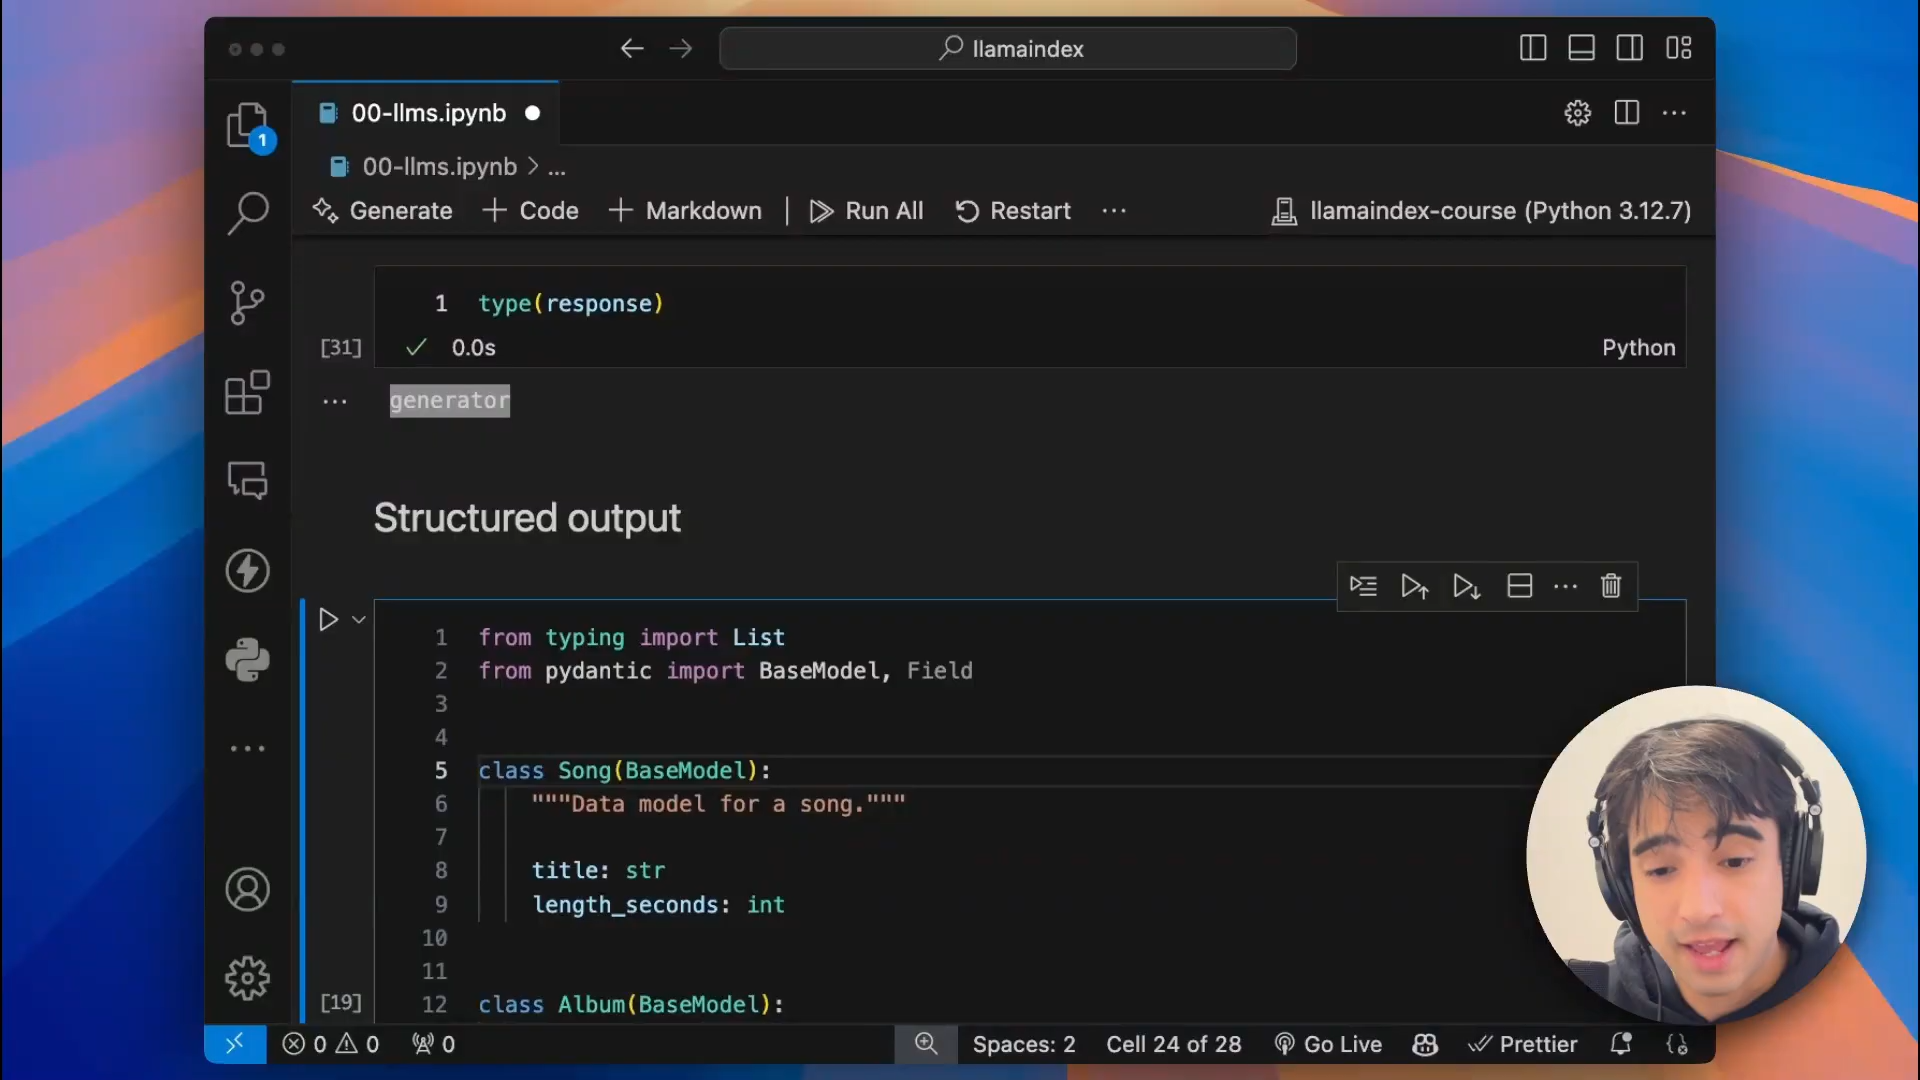 llamaindex
00-llms.ipynb
1
00-llms.ipynb > ...
Generate + Code + Markdown | Run All Restart ... llamaindex-course (Python 3.12.7)
1 type(response)
[31] ✓ 0.0s Python
... generator
Structured output
1 from typing import List
2 from pydantic import BaseModel, Field
3
4
5 class Song(BaseModel):
6 """Data model for a song."""
7
8 title: str
9 length_seconds: int
10
11
[19] 12 class Album(BaseModel):
0 0 0 Spaces: 2 Cell 24 of 28 Go Live Prettier